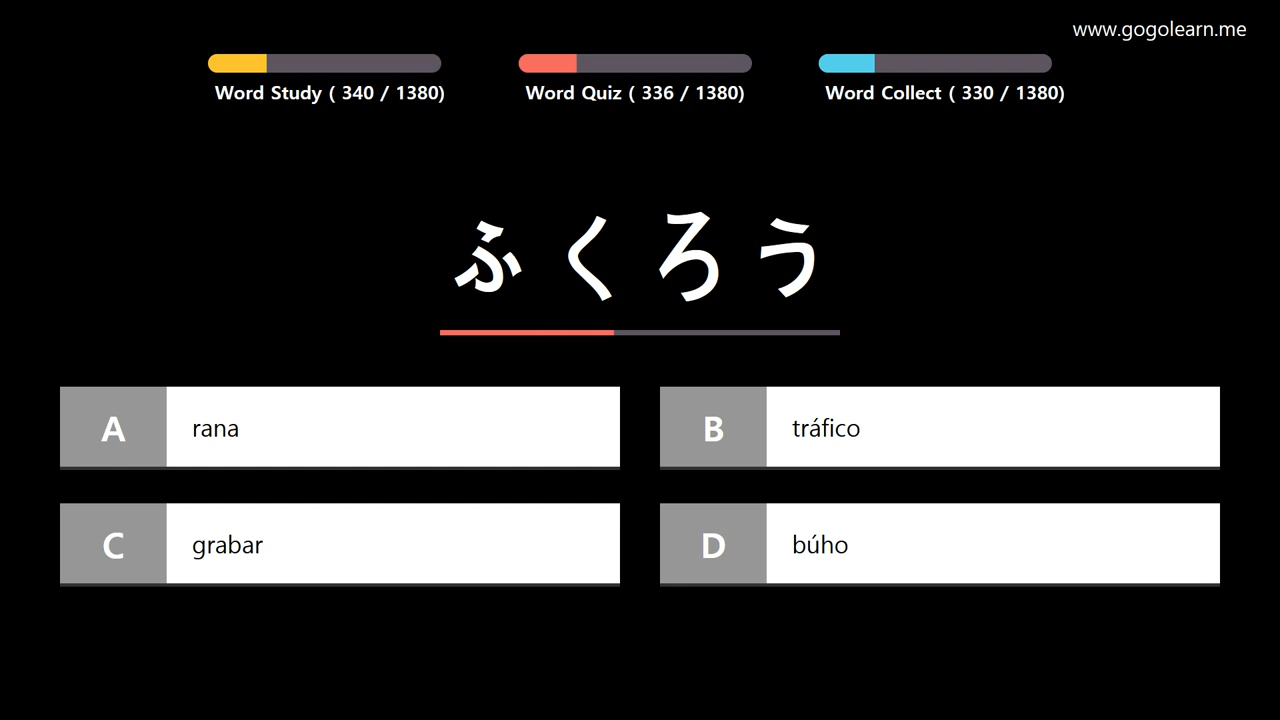 www.gogolearn.me
Word Study ( 340 / 1380)
Word Quiz ( 336 / 1380)
Word Collect ( 330 / 1380)
ふくろう
A rana
B tráfico
C grabar
D búho